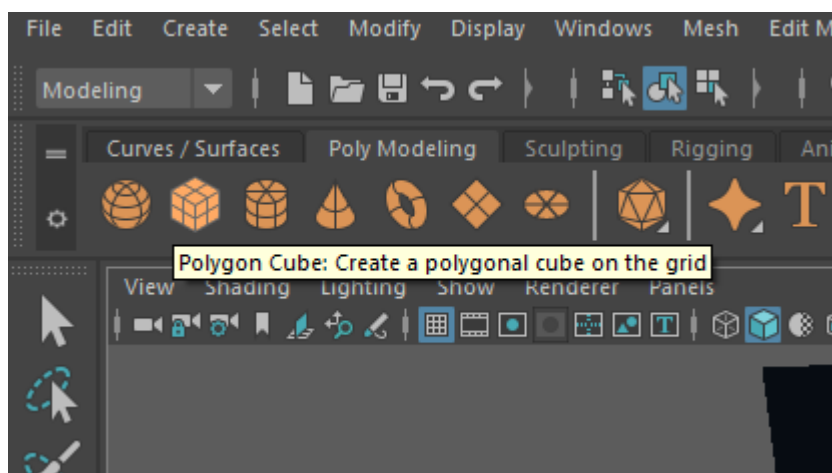 File Edit Create Select Modify Display Windows Mesh Edit M
Modeling
Curves / Surfaces Poly Modeling Sculpting Rigging Ani
T
Polygon Cube: Create a polygonal cube on the grid
View Shading Lighting Show Renderer Panels
T